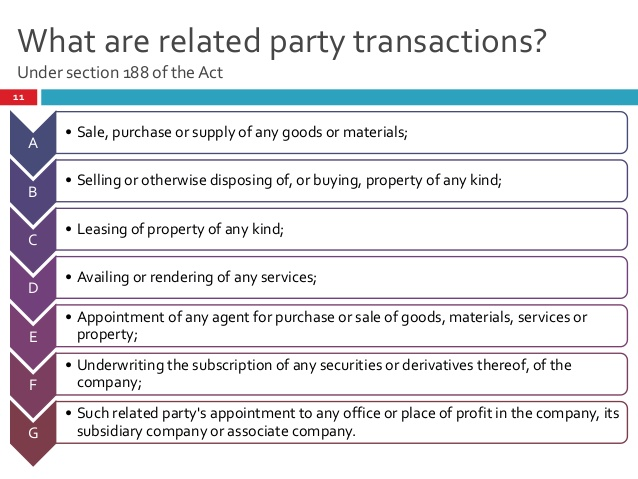 What are related party transactions?
Under section 188 of the Act
11
A
• Sale, purchase or supply of any goods or materials;
B
• Selling or otherwise disposing of, or buying, property of any kind;
C
• Leasing of property of any kind;
D
• Availing or rendering of any services;
E
• Appointment of any agent for purchase or sale of goods, materials, services or
property;
F
• Underwriting the subscription of any securities or derivatives thereof, of the
company;
G
• Such related party's appointment to any office or place of profit in the company, its
subsidiary company or associate company.